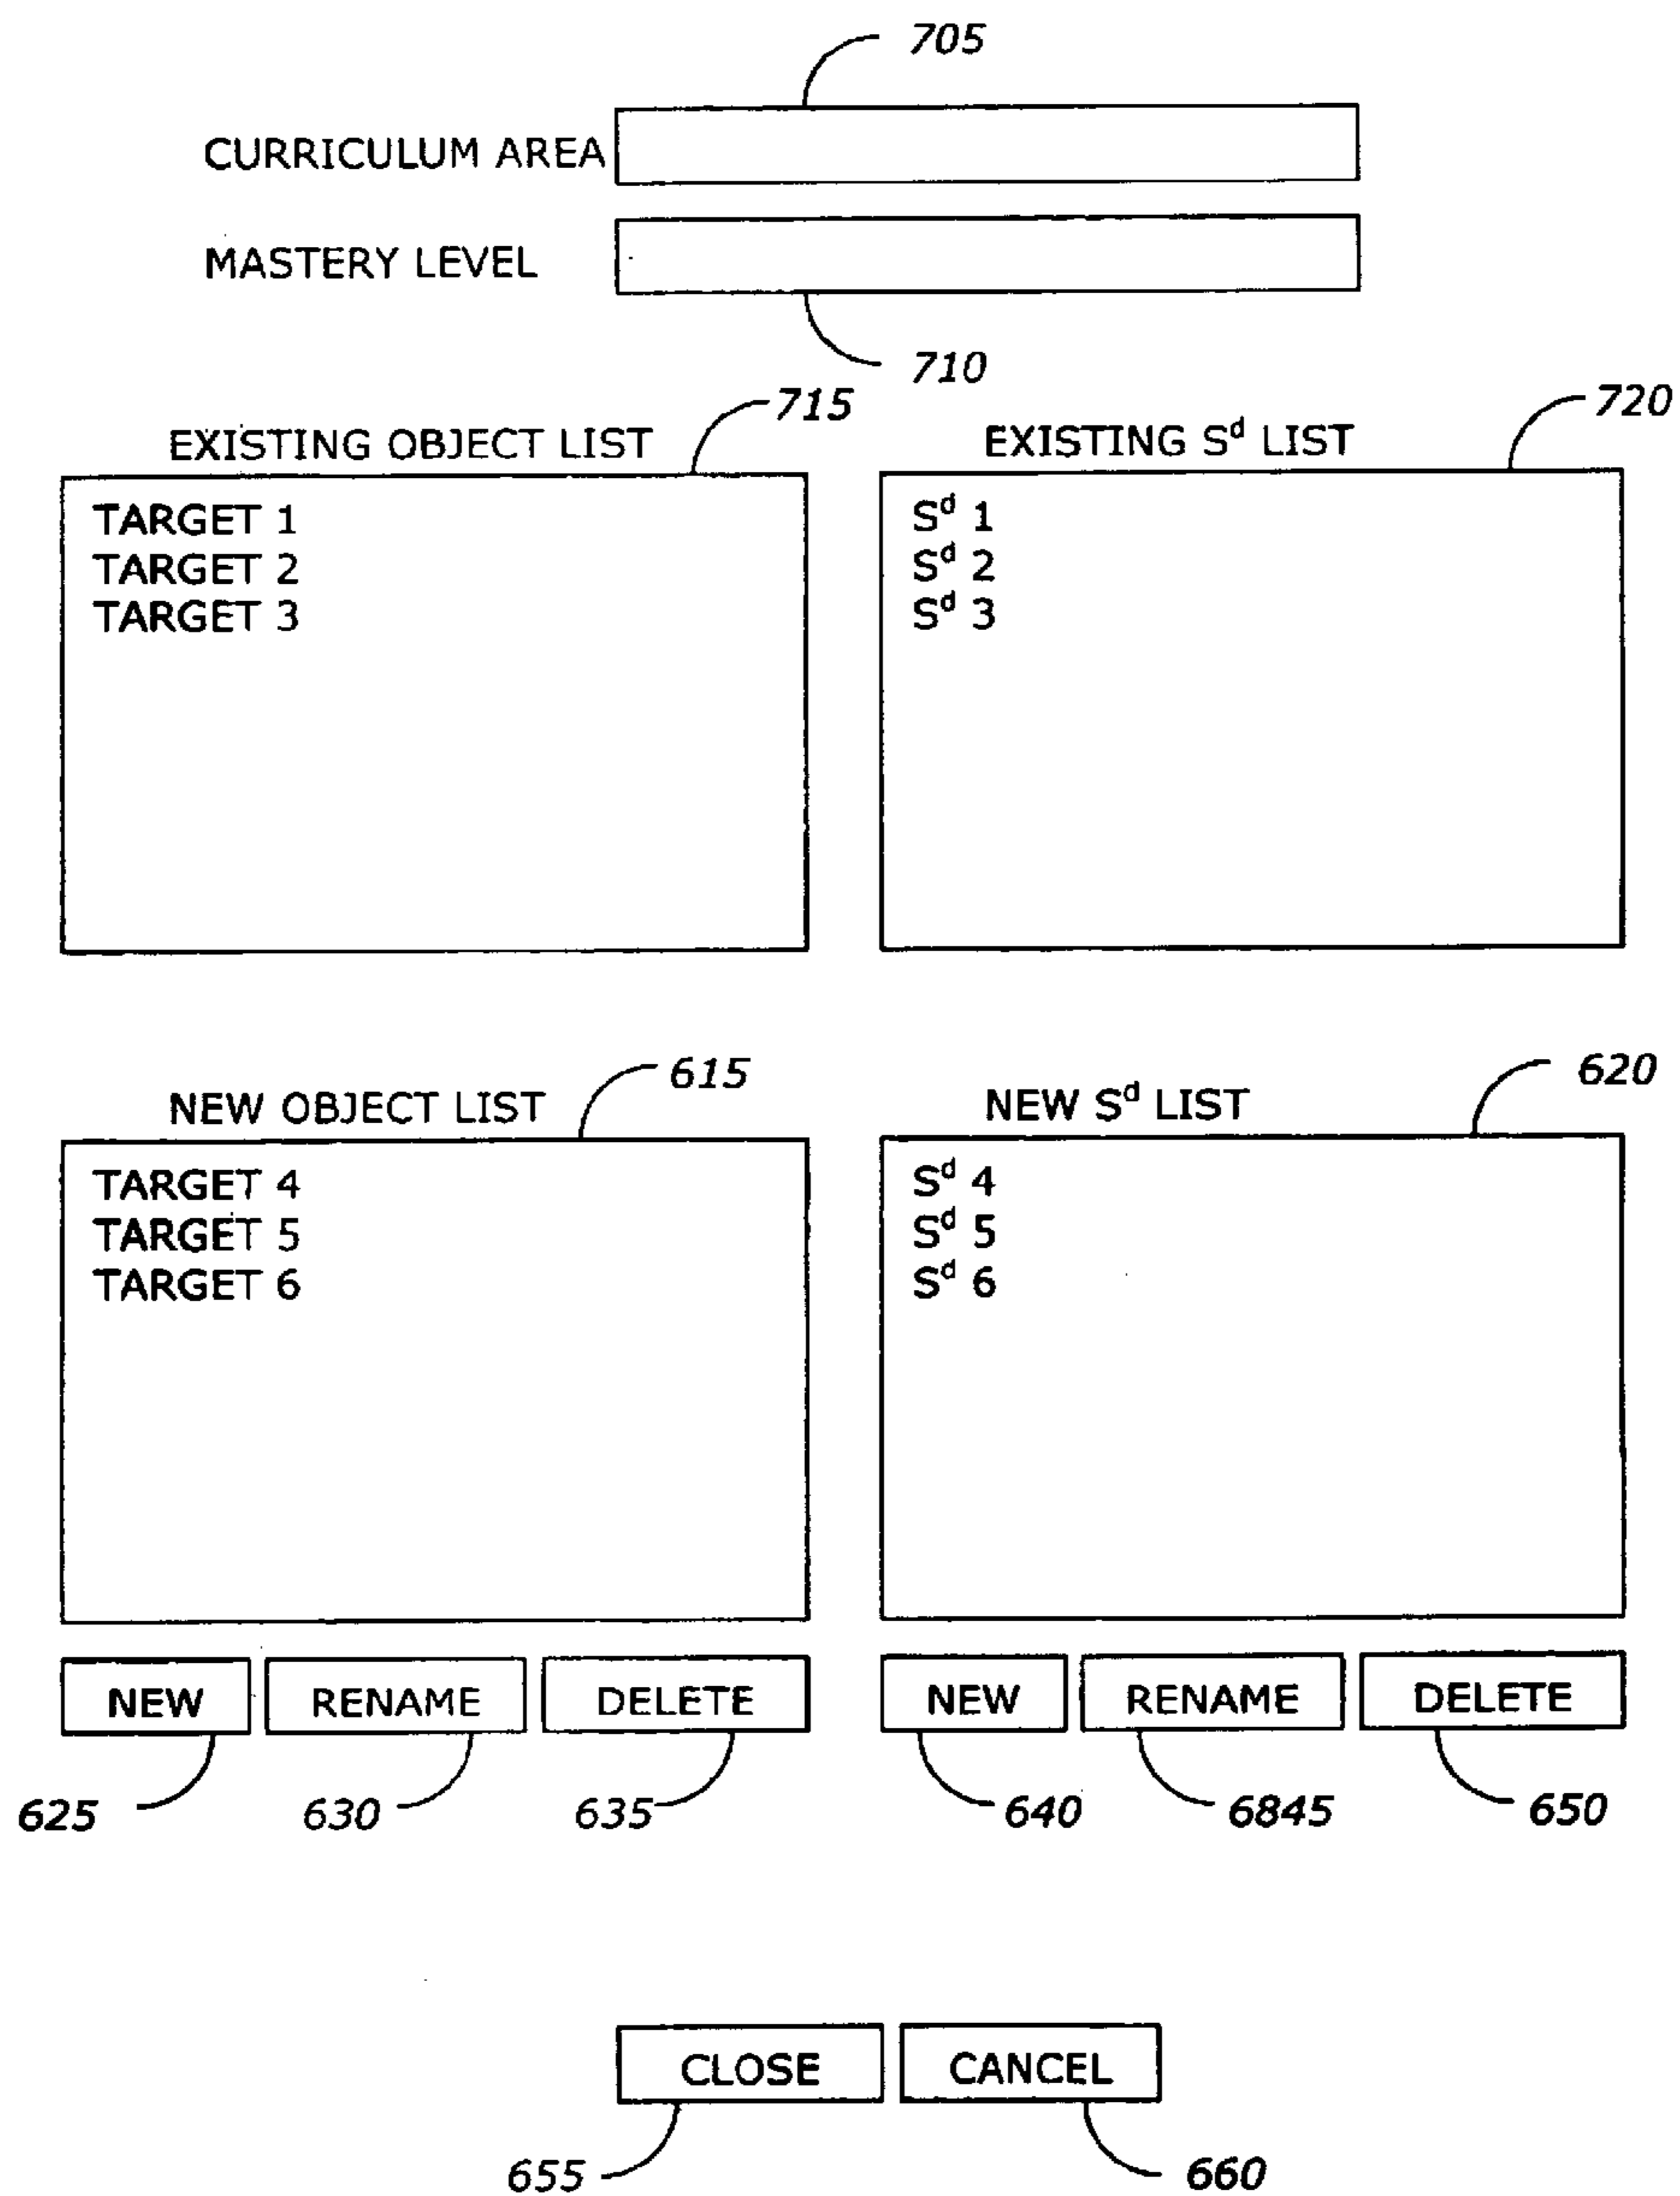 705
CURRICULUM AREA
MASTERY LEVEL
710
715
EXISTING OBJECT LIST
TARGET 1
TARGET 2
TARGET 3
720
EXISTING Sᵈ LIST
Sᵈ 1
Sᵈ 2
Sᵈ 3
615
NEW OBJECT LIST
TARGET 4
TARGET 5
TARGET 6
620
NEW Sᵈ LIST
Sᵈ 4
Sᵈ 5
Sᵈ 6
NEW RENAME DELETE
625 630 635
NEW RENAME DELETE
640 6845 650
CLOSE CANCEL
655 660